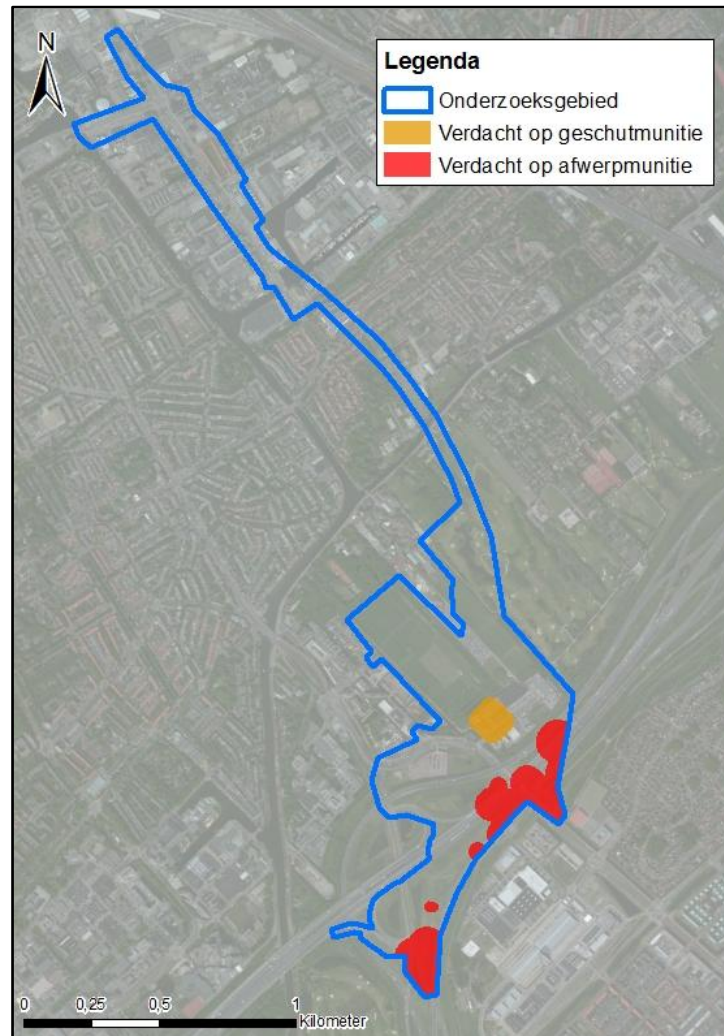 N
Legenda
Onderzoeksgebied
Verdacht op geschutmunitie
Verdacht op afwerpmunitie
0 0,25 0,5 1
Kilometer